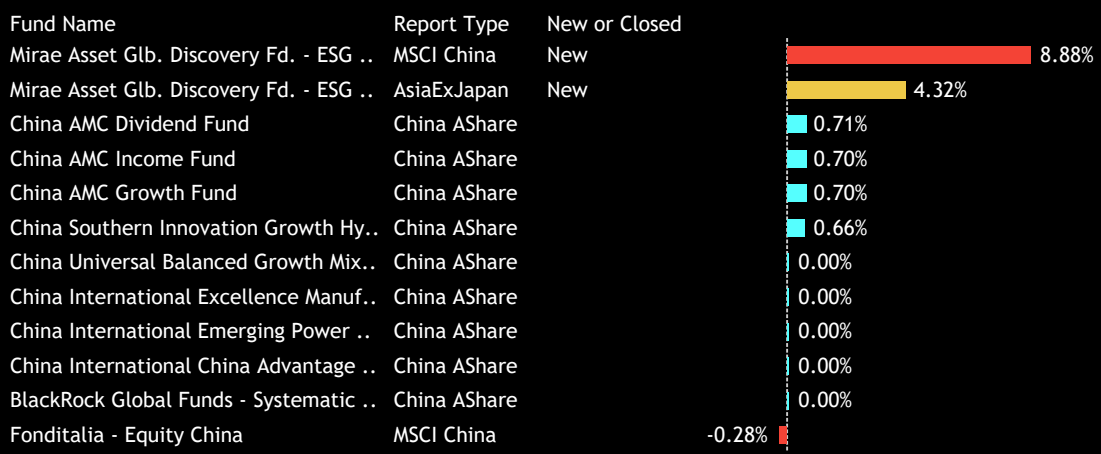 Fund Name Report Type New or Closed
Mirae Asset Glb. Discovery Fd. - ESG .. MSCI China New 8.88%
Mirae Asset Glb. Discovery Fd. - ESG .. AsiaExJapan New 4.32%
China AMC Dividend Fund China AShare 0.71%
China AMC Income Fund China AShare 0.70%
China AMC Growth Fund China AShare 0.70%
China Southern Innovation Growth Hy.. China AShare 0.66%
China Universal Balanced Growth Mix.. China AShare 0.00%
China International Excellence Manuf.. China AShare 0.00%
China International Emerging Power .. China AShare 0.00%
China International China Advantage .. China AShare 0.00%
BlackRock Global Funds - Systematic .. China AShare 0.00%
Fonditalia - Equity China MSCI China -0.28%